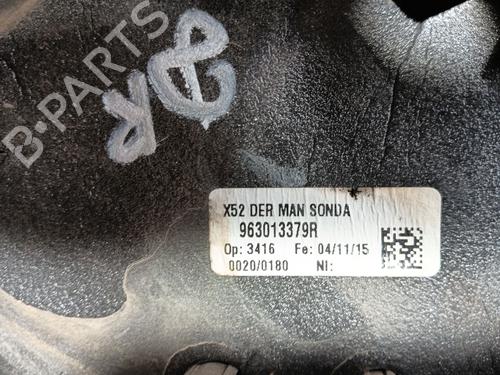 B-PARTS
X52 DER MAN SONDA
963013379R
Op: 3416 Fe: 04/11/15
0020/0180 NI: